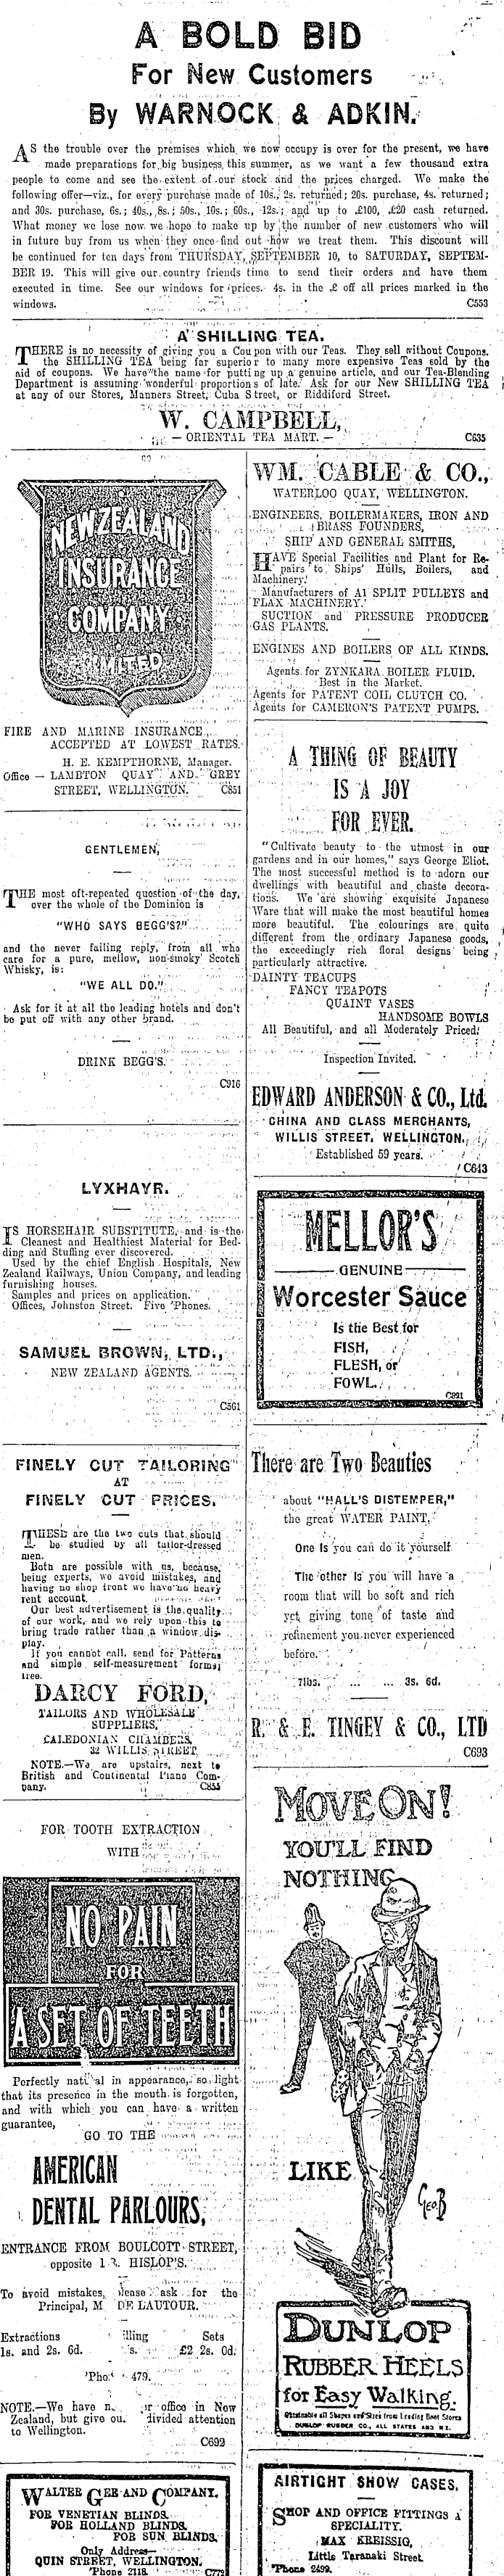 A BOLD BID
For New Customers
By WARNOCK & ADKIN.
AS the trouble over the premises which we now occupy is over for the present, we have
made preparations for big business this summer, as we want a few thousand extra
people to come and see the extent of our stock and the prices charged. We make the
following offer—viz., for every purchase made of 10s., 2s. returned; 20s. purchase, 4s. returned;
and 30s. purchase, 6s.; 40s., 8s.; 50s., 10s.; 60s., 12s.; and up to £100, £20 cash returned.
What money we lose now we hope to make up by the number of new customers who will
in future buy from us when they once find out how we treat them. This discount will
be continued for ten days from THURSDAY, SEPTEMBER 10, to SATURDAY, SEPTEM-
BER 19. This will give our country friends time to send their orders and have them
executed in time. See our windows for prices. 4s. in the £ off all prices marked in the
windows. C553
A SHILLING TEA.
THERE is no necessity of giving you a Coupon with our Teas. They sell without Coupons.
the SHILLING TEA being far superior to many more expensive Teas sold by the
aid of coupons. We have the name for putting up a genuine article, and our Tea-Blending
Department is assuming wonderful proportions of late. Ask for our New SHILLING TEA
at any of our Stores, Manners Street, Cuba Street, or Riddiford Street.
W. CAMPBELL,
— ORIENTAL TEA MART. — C635
NEW ZEALAND
INSURANCE
COMPANY
LIMITED
FIRE AND MARINE INSURANCE
ACCEPTED AT LOWEST RATES.
H. E. KEMPTHORNE, Manager.
Office — LAMBTON QUAY AND GREY
STREET, WELLINGTON. C851
GENTLEMEN,
THE most oft-repeated question of the day,
over the whole of the Dominion is
"WHO SAYS BEGG'S?"
and the never failing reply, from all who
care for a pure, mellow, non-smoky Scotch
Whisky, is:
"WE ALL DO."
Ask for it at all the leading hotels and don't
be put off with any other brand.
DRINK BEGG'S.
C916
LYXHAYR.
IS HORSEHAIR SUBSTITUTE, and is the
Cleanest and Healthiest Material for Bed-
ding and Stuffing ever discovered.
Used by the chief English Hospitals, New
Zealand Railways, Union Company, and leading
furnishing houses.
Samples and prices on application.
Offices, Johnston Street. Five 'Phones.
SAMUEL BROWN, LTD.,
NEW ZEALAND AGENTS.
C561
FINELY CUT TAILORING
AT
FINELY CUT PRICES.
THESE are the two cuts that should
be studied by all tailor-dressed
men.
Both are possible with us, because,
being experts, we avoid mistakes, and
having no shop front we have no heavy
rent account.
Our best advertisement is the quality
of our work, and we rely upon this to
bring trade rather than a window dis-
play.
If you cannot call, send for Patterns
and simple self-measurement forms;
free.
DARCY FORD,
TAILORS AND WHOLESALE
SUPPLIERS,
CALEDONIAN CHAMBERS,
32 WILLIS STREET
NOTE.—We are upstairs, next to
British and Continental Piano Com-
pany. C855
FOR TOOTH EXTRACTION
WITH
NO PAIN
FOR
A SET OF TEETH
Perfectly natural in appearance, so light
that its presence in the mouth is forgotten,
and with which you can have a written
guarantee,
GO TO THE
AMERICAN
DENTAL PARLOURS,
ENTRANCE FROM BOULCOTT STREET,
opposite HISLOP'S.
To avoid mistakes, please ask for the
Principal, M DE LAUTOUR.
Extractions illing Sets
1s. and 2s. 6d. s. £2 2s. 0d.
'Pho 479.
NOTE.—We have n r office in New
Zealand, but give ou divided attention
to Wellington.
C692
WALTER GEE AND COMPANY.
FOR VENETIAN BLINDS.
FOR HOLLAND BLINDS.
FOR SUN BLINDS.
Only Address—
QUIN STREET, WELLINGTON.
'Phone 2118. C773
WM. CABLE & CO.,
WATERLOO QUAY, WELLINGTON.
ENGINEERS, BOILERMAKERS, IRON AND
BRASS FOUNDERS,
SHIP AND GENERAL SMITHS,
HAVE Special Facilities and Plant for Re-
pairs to Ships' Hulls, Boilers, and
Machinery.
Manufacturers of A1 SPLIT PULLEYS and
FLAX MACHINERY.
SUCTION and PRESSURE PRODUCER
GAS PLANTS.
ENGINES AND BOILERS OF ALL KINDS.
Agents for ZYNKARA BOILER FLUID.
Best in the Market.
Agents for PATENT COIL CLUTCH CO.
Agents for CAMERON'S PATENT PUMPS.
A THING OF BEAUTY
IS A JOY
FOR EVER.
"Cultivate beauty to the utmost in our
gardens and in our homes," says George Eliot.
The most successful method is to adorn our
dwellings with beautiful and chaste decora-
tions. We are showing exquisite Japanese
Ware that will make the most beautiful homes
more beautiful. The colourings are quite
different from the ordinary Japanese goods,
the exceedingly rich floral designs being
particularly attractive.
DAINTY TEACUPS
FANCY TEAPOTS
QUAINT VASES
HANDSOME BOWLS
All Beautiful, and all Moderately Priced.
Inspection Invited.
EDWARD ANDERSON & CO., Ltd.
CHINA AND GLASS MERCHANTS,
WILLIS STREET, WELLINGTON.
Established 59 years.
C643
MELLOR'S
GENUINE
Worcester Sauce
Is the Best for
FISH,
FLESH, or
FOWL.
C891
There are Two Beauties
about "HALL'S DISTEMPER,"
the great WATER PAINT.
One is you can do it yourself
The other is you will have a
room that will be soft and rich
yet giving tone of taste and
refinement you never experienced
before.
7lbs. ... ... 3s. 6d.
R. & E. TINGEY & CO., LTD
C693
MOVE ON!
YOU'LL FIND
NOTHING
LIKE
Geo. B
DUNLOP
RUBBER HEELS
for Easy Walking.
Obtainable all Shapes and Sizes from Leading Boot Stores
DUNLOP RUBBER CO., ALL STATES AND N.Z.
AIRTIGHT SHOW CASES.
SHOP AND OFFICE FITTINGS A
SPECIALITY.
MAX KREISSIG,
Little Taranaki Street.
'Phone 2499.